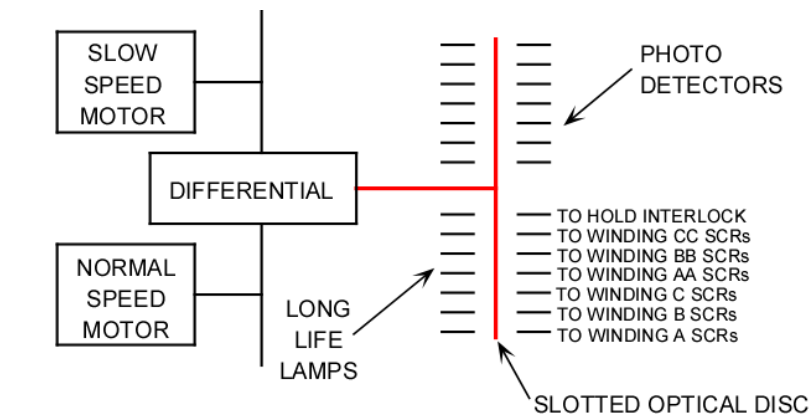 SLOW
SPEED
MOTOR
PHOTO
DETECTORS
DIFFERENTIAL
TO HOLD INTERLOCK
TO WINDING CC SCRs
TO WINDING BB SCRs
TO WINDING AA SCRs
TO WINDING C SCRs
TO WINDING B SCRs
TO WINDING A SCRs
NORMAL
SPEED
MOTOR
LONG
LIFE
LAMPS
SLOTTED OPTICAL DISC